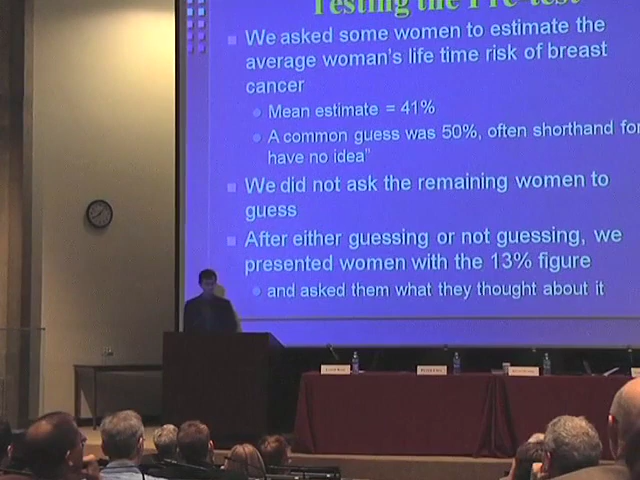 Testing the Pre-test
We asked some women to estimate the
average woman's life time risk of breast
cancer
Mean estimate = 41%
A common guess was 50%, often shorthand for
have no idea”
We did not ask the remaining women to
guess
After either guessing or not guessing, we
presented women with the 13% figure
and asked them what they thought about it